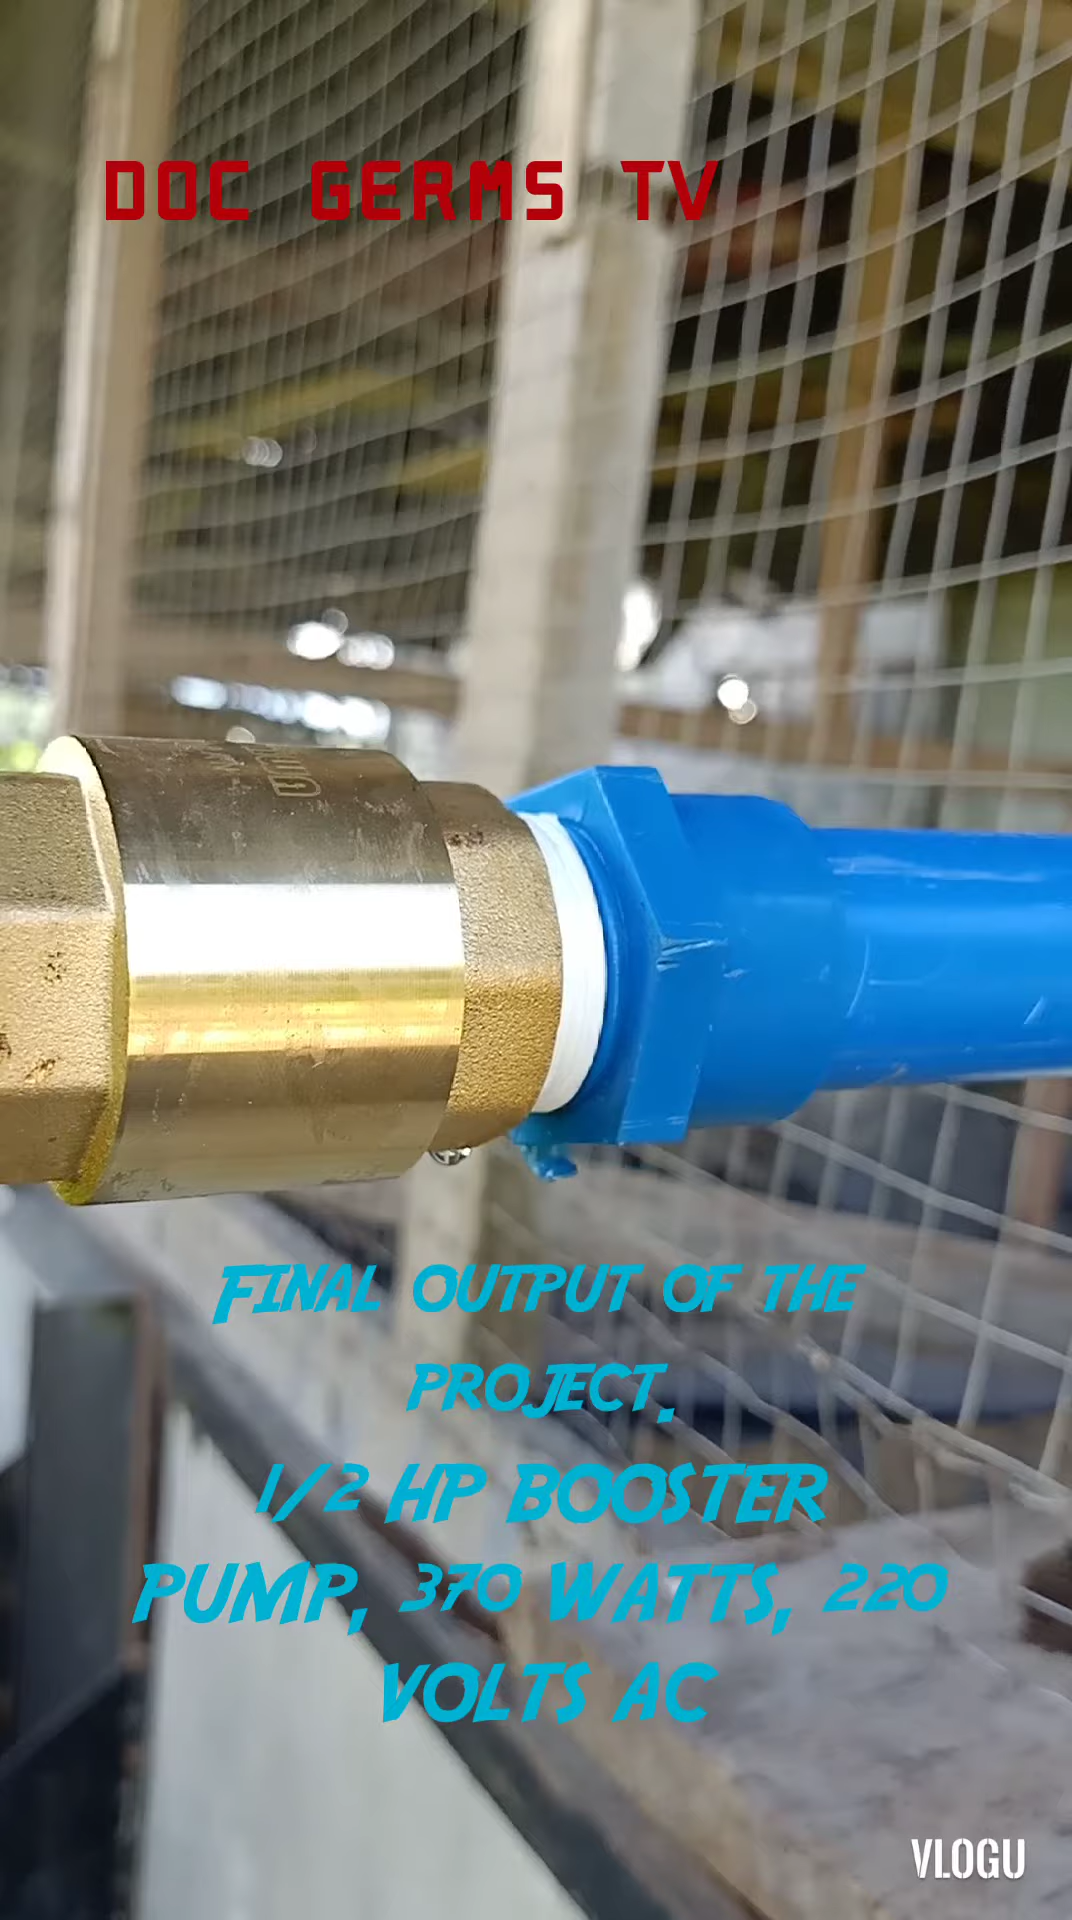 DOC GERMS TV
FINAL OUTPUT OF THE
PROJECT.
1/2 HP BOOSTER
PUMP, 370 WATTS, 220
VOLTS AC
VLOGU